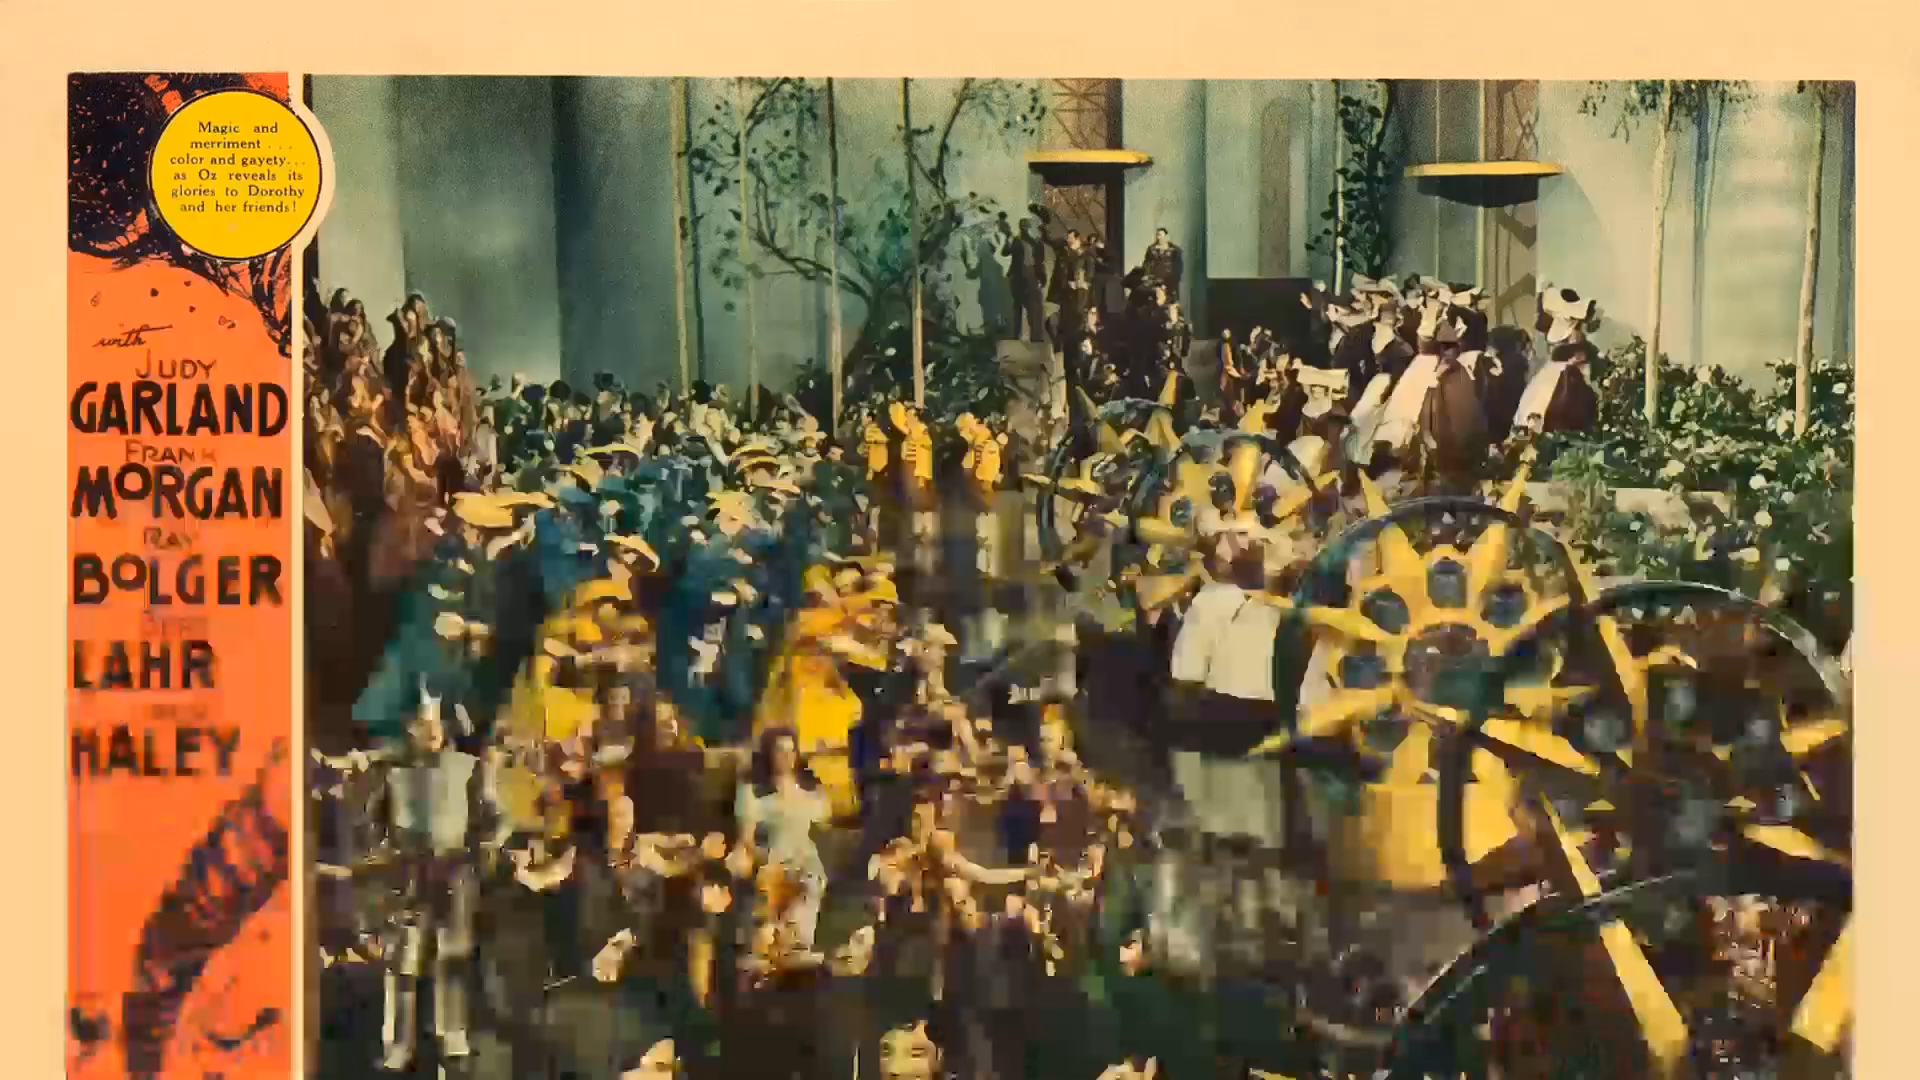 Magic and
merriment . . .
color and gayety...
as Oz reveals its
glories to Dorothy
and her friends!
with
JUDY
GARLAND
FRANK
MORGAN
RAY
BOLGER
BERT
LAHR
HALEY